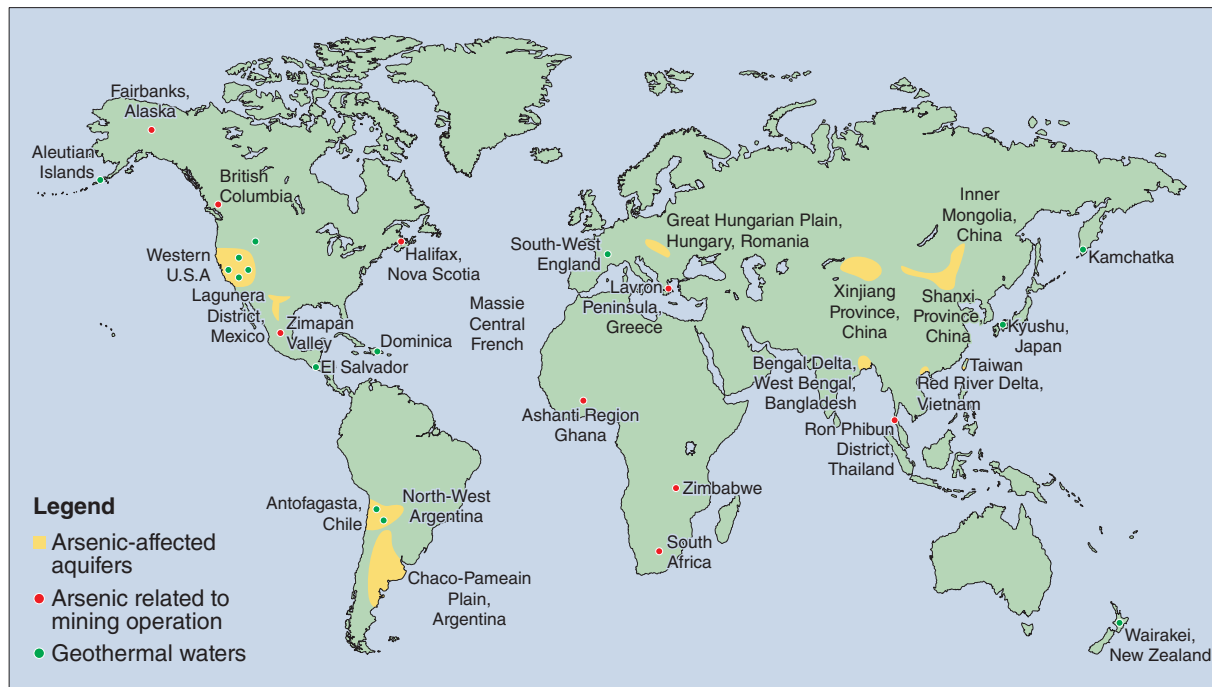 Fairbanks,
Alaska
Aleutian
Islands
British
Columbia
Western
U.S.A
Halifax,
Nova Scotia
Lagunera
District,
Mexico
Zimapan
Valley
Dominica
El Salvador
Massie
Central
French
South-West
England
Great Hungarian Plain,
Hungary, Romania
Lavron
Peninsula,
Greece
Inner
Mongolia,
China
Kamchatka
Xinjiang
Province,
China
Shanxi
Province,
China
Kyushu,
Japan
Bengal Delta,
West Bengal,
Bangladesh
Taiwan
Red River Delta,
Vietnam
Ron Phibun
District,
Thailand
Ashanti Region
Ghana
Zimbabwe
South
Africa
Antofagasta,
Chile
North-West
Argentina
Chaco-Pameain
Plain,
Argentina
Wairakei,
New Zealand
Legend
Arsenic-affected
aquifers
Arsenic related to
mining operation
Geothermal waters